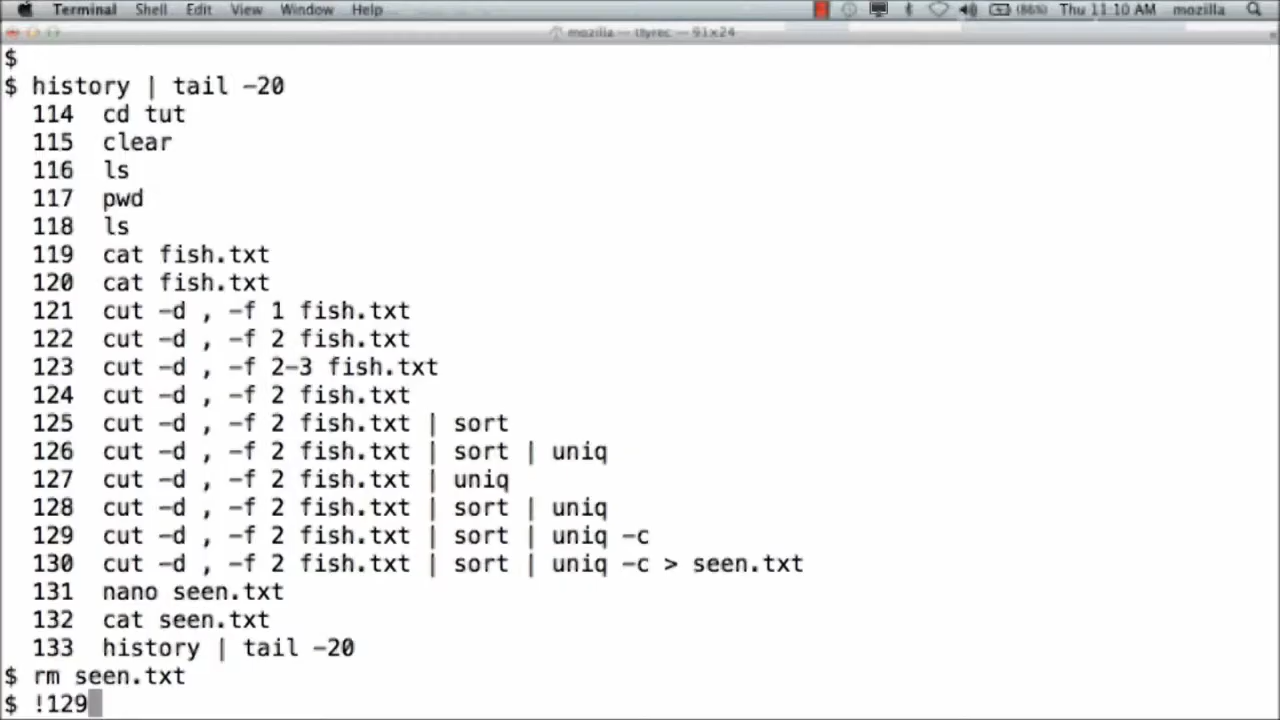 Terminal Shell Edit View Window Help (86%) Thu 11:10 AM mozilla
mozilla — ttyrec — 91×24
$
$ history | tail -20
114 cd tut
115 clear
116 ls
117 pwd
118 ls
119 cat fish.txt
120 cat fish.txt
121 cut -d , -f 1 fish.txt
122 cut -d , -f 2 fish.txt
123 cut -d , -f 2-3 fish.txt
124 cut -d , -f 2 fish.txt
125 cut -d , -f 2 fish.txt | sort
126 cut -d , -f 2 fish.txt | sort | uniq
127 cut -d , -f 2 fish.txt | uniq
128 cut -d , -f 2 fish.txt | sort | uniq
129 cut -d , -f 2 fish.txt | sort | uniq -c
130 cut -d , -f 2 fish.txt | sort | uniq -c > seen.txt
131 nano seen.txt
132 cat seen.txt
133 history | tail -20
$ rm seen.txt
$ !129